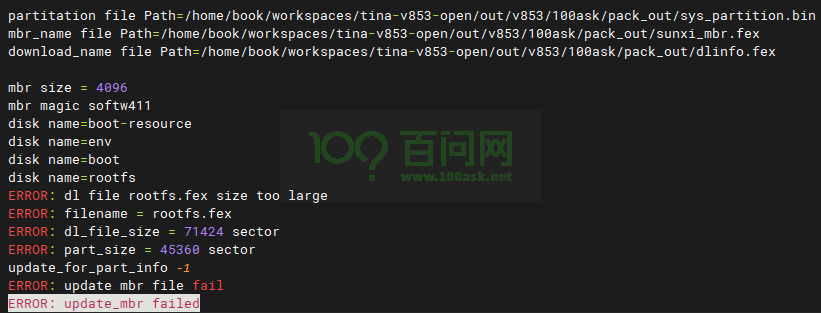 partitation file Path=/home/book/workspaces/tina-v853-open/out/v853/100ask/pack_out/sys_partition.bin
mbr_name file Path=/home/book/workspaces/tina-v853-open/out/v853/100ask/pack_out/sunxi_mbr.fex
download_name file Path=/home/book/workspaces/tina-v853-open/out/v853/100ask/pack_out/dlinfo.fex
mbr size = 4096
mbr magic softw411
disk name=boot-resource
disk name=env
disk name=boot
disk name=rootfs
ERROR: dl file rootfs.fex size too large
ERROR: filename = rootfs.fex
ERROR: dl_file_size = 71424 sector
ERROR: part_size = 45360 sector
update_for_part_info -1
ERROR: update mbr file fail
ERROR: update_mbr failed
100? 百问网
www.100ask.net